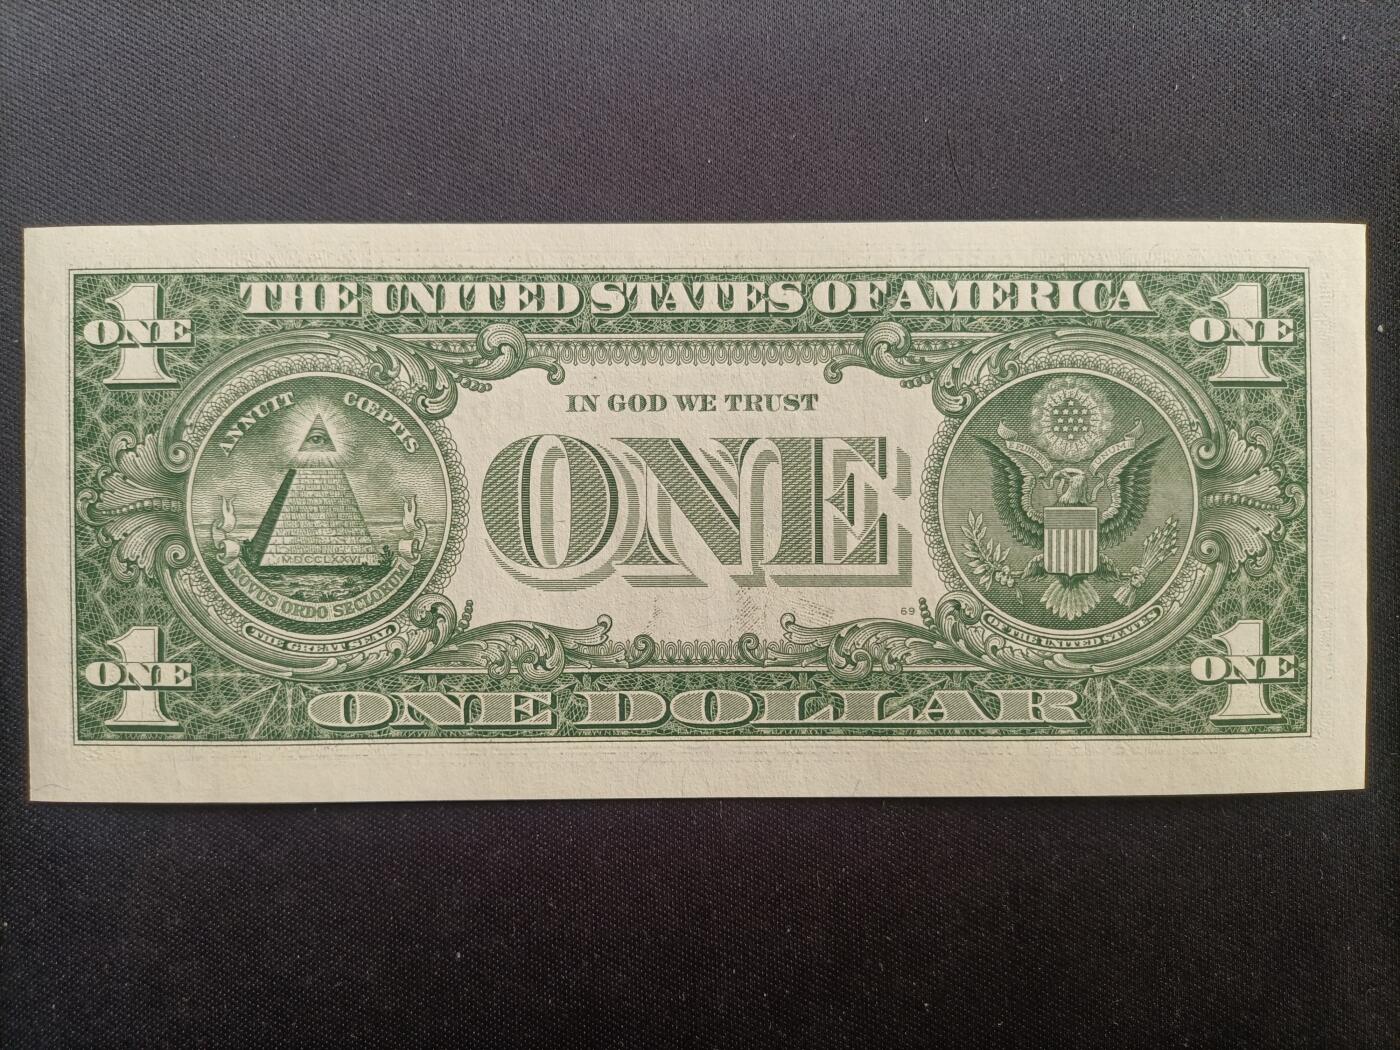 THE UNITED STATES OF AMERICA
1 ONE
1 ONE
IN GOD WE TRUST
ANNUIT CŒPTIS
ONE
MDCCLXXVI
NOVUS ORDO SECLORUM
69
THE GREAT SEAL
OF THE UNITED STATES
1 ONE
1 ONE
ONE DOLLAR